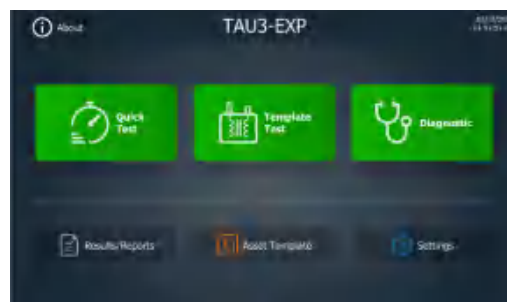 About
TAU3-EXP
Quick
Test
Template
Test
Diagnostic
Results/Reports
Asset Template
Settings